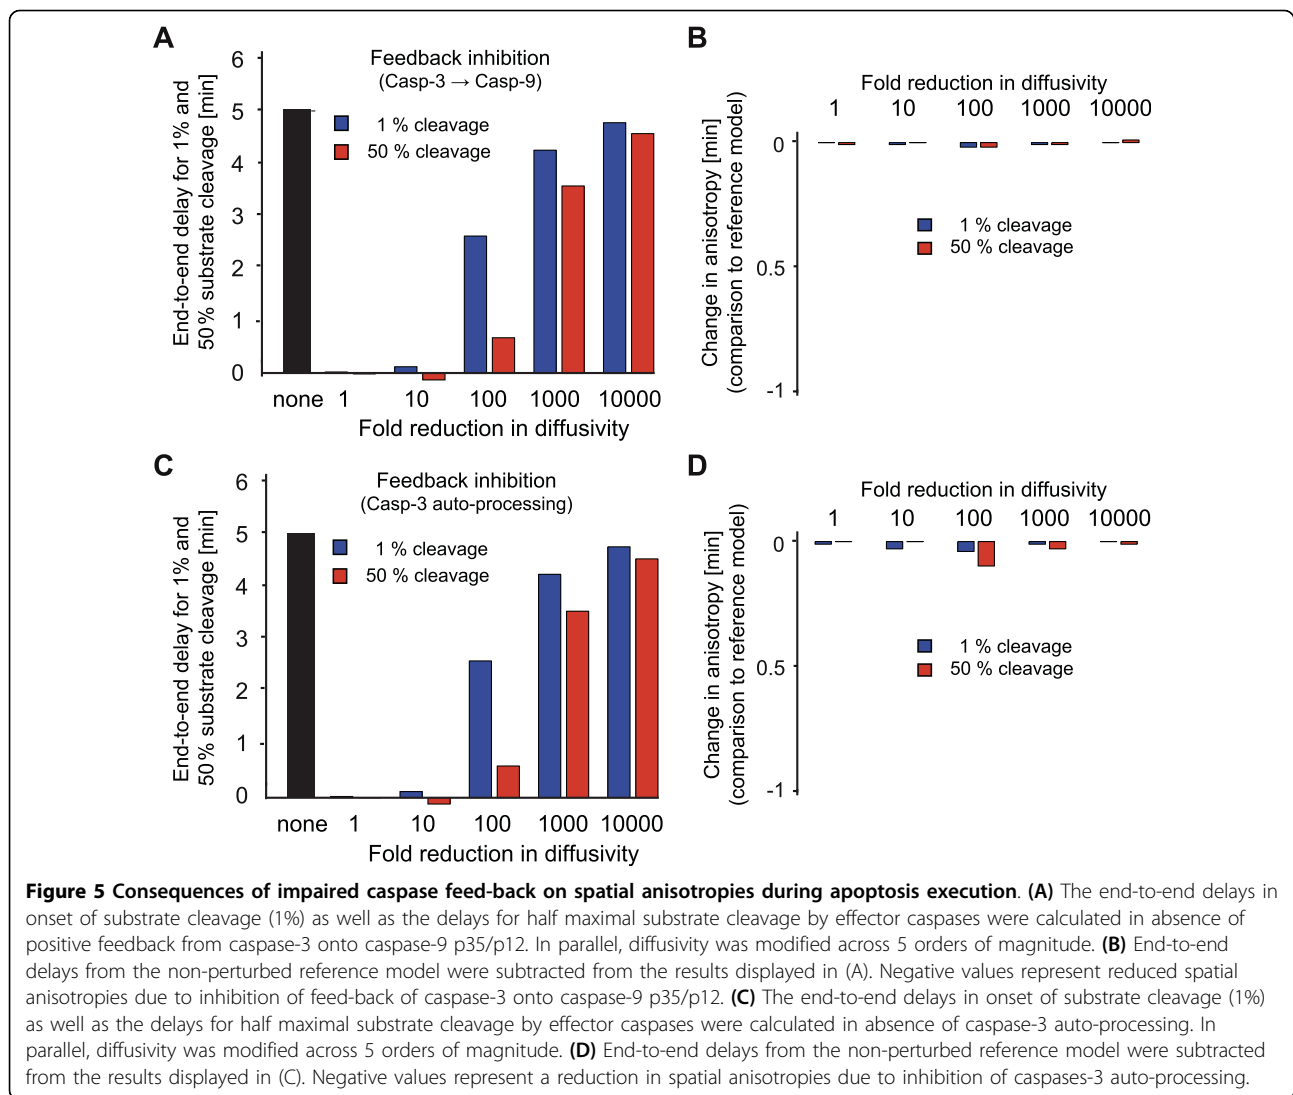 A
Feedback inhibition
(Casp-3 → Casp-9)
1 % cleavage
50 % cleavage
End-to-end delay for 1% and
50% substrate cleavage [min]
6
5
4
3
2
1
0
none 1 10 100 1000 10000
Fold reduction in diffusivity
B
Fold reduction in diffusivity
1 10 100 1000 10000
0
0.5
-1
Change in anisotropy [min]
(comparison to reference model)
1 % cleavage
50 % cleavage
C
Feedback inhibition
(Casp-3 auto-processing)
1 % cleavage
50 % cleavage
End-to-end delay for 1% and
50% substrate cleavage [min]
6
5
4
3
2
1
0
none 1 10 100 1000 10000
Fold reduction in diffusivity
D
Fold reduction in diffusivity
1 10 100 1000 10000
0
0.5
-1
Change in anisotropy [min]
(comparison to reference model)
1 % cleavage
50 % cleavage
Figure 5 Consequences of impaired caspase feed-back on spatial anisotropies during apoptosis execution. (A) The end-to-end delays in
onset of substrate cleavage (1%) as well as the delays for half maximal substrate cleavage by effector caspases were calculated in absence of
positive feedback from caspase-3 onto caspase-9 p35/p12. In parallel, diffusivity was modified across 5 orders of magnitude. (B) End-to-end
delays from the non-perturbed reference model were subtracted from the results displayed in (A). Negative values represent reduced spatial
anisotropies due to inhibition of feed-back of caspase-3 onto caspase-9 p35/p12. (C) The end-to-end delays in onset of substrate cleavage (1%)
as well as the delays for half maximal substrate cleavage by effector caspases were calculated in absence of caspase-3 auto-processing. In
parallel, diffusivity was modified across 5 orders of magnitude. (D) End-to-end delays from the non-perturbed reference model were subtracted
from the results displayed in (C). Negative values represent a reduction in spatial anisotropies due to inhibition of caspases-3 auto-processing.